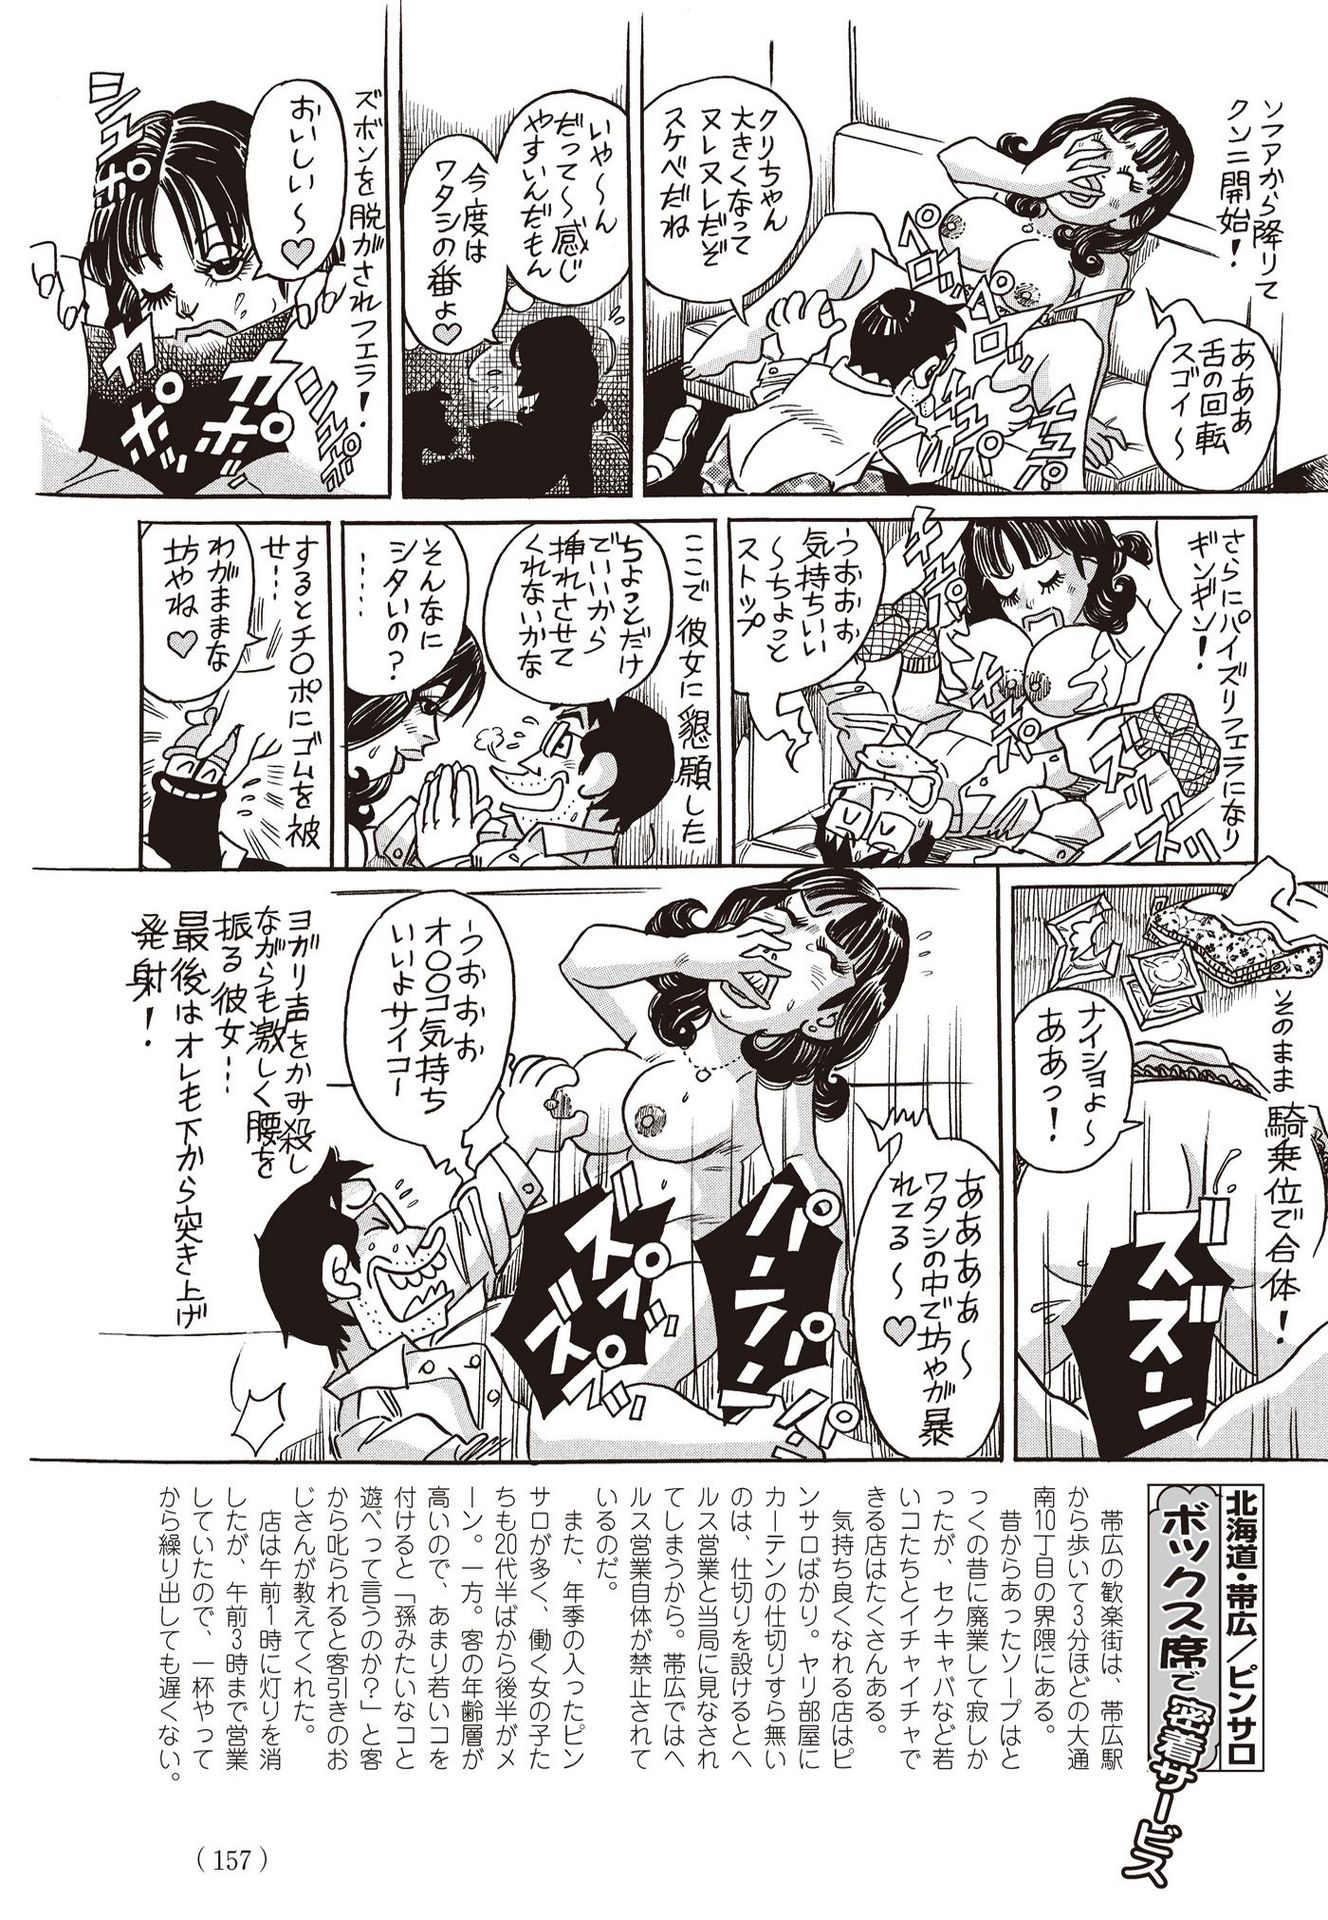 ソファから降りて
クンニ開始！
あああ
舌の回転
スゴイ～
クリちゃん
大きくなって
ヌレヌレだぞ
スケベだね
いや～ん
だって～感じ
やすいんだもん
今度は
ワタシの番よ♡
ズボンを脱がされフェラ！
おいしい～♡
さらにパイズリフェラになり
ギンギン！
うおおお
気持ちいい
～ちょっと
ストップ
ここで彼女に懇願した
ちょっとだけ
でいいから
挿れさせて
くれないかな
そんなに
シタいの？
……
するとチ○ポにゴムを被
せ…
わがままな
坊やね♡
そのまま騎乗位で合体！
ナイショよ～
ああっ！
ズズン
ああああ～
ワタシの中で坊やが暴
れてる～♡
パンパン
うおおお
オ○○コ気持ち
いいよサイコー
ヨガリ声をかみ殺し
ながらも激しく腰を
振る彼女…
最後はオレも下から突き上げ
発射！
北海道・帯広／ピンサロ
ボックス席で密着サービス
帯広の歓楽街は、帯広駅
から歩いて3分ほどの大通
南10丁目の界隈にある。
昔からあったソープはと
っくの昔に廃業して寂しか
ったが、セクキャバなど若
いコたちとイチャイチャで
きる店はたくさんある。
気持ち良くなれる店はピ
ンサロばかり。ヤリ部屋に
カーテンの仕切りすら無い
のは、仕切りを設けるとヘ
ルス営業と当局に見なされ
てしまうから。帯広ではヘ
ルス営業自体が禁止されて
いるのだ。
また、年季の入ったピン
サロが多く、働く女の子た
ちも20代半ばから後半がメ
ーン。一方。客の年齢層が
高いので、あまり若いコを
付けると「孫みたいなコと
遊べって言うのか？」と客
から叱られると客引きのお
じさんが教えてくれた。
店は午前1時に灯りを消
したが、午前3時まで営業
していたので、一杯やって
から繰り出しても遅くない。
（157）